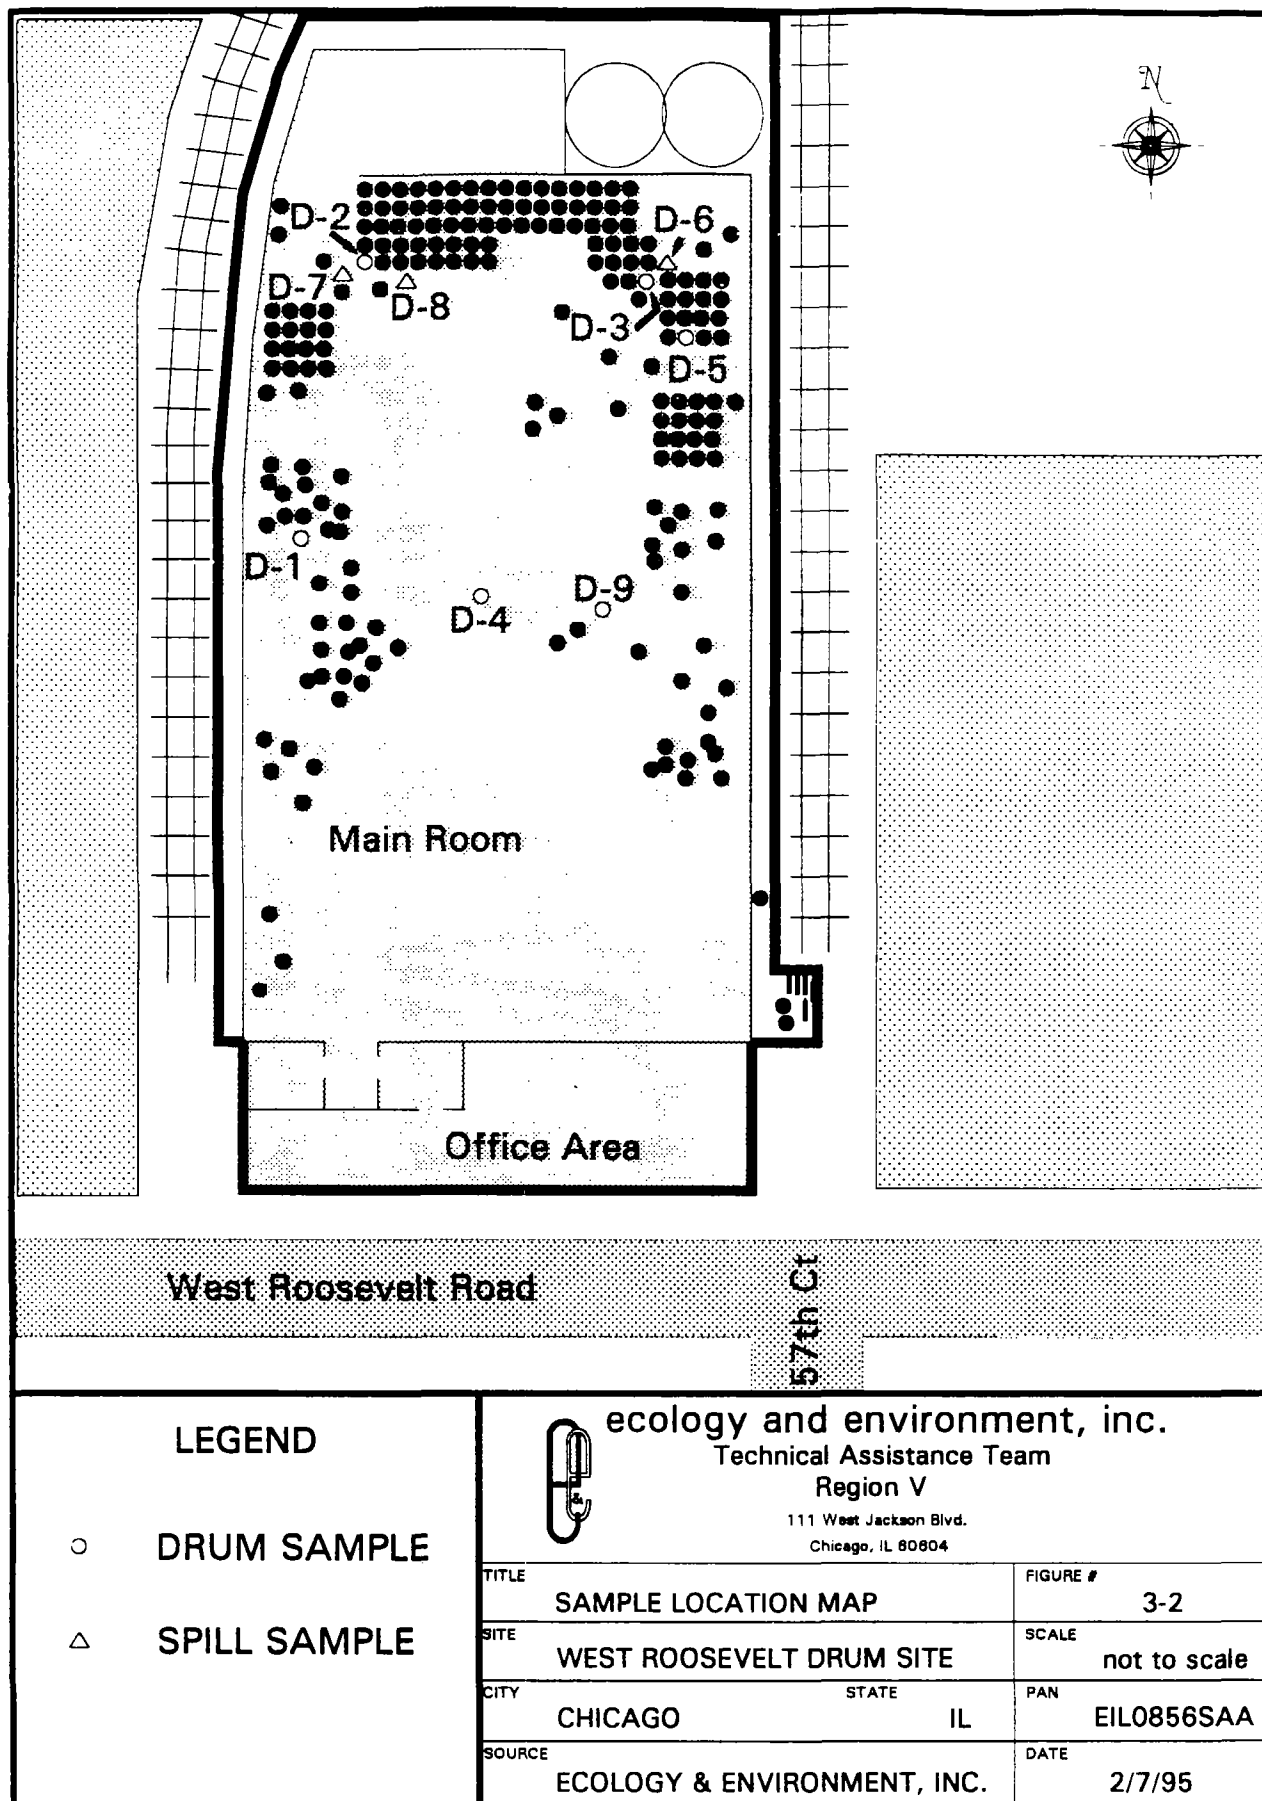 N
D-2
D-6
D-7
D-8
D-3
D-5
D-1
D-9
D-4
Main Room
Office Area
West Roosevelt Road
57th Ct
LEGEND
DRUM SAMPLE
SPILL SAMPLE
ecology and environment, inc.
Technical Assistance Team
Region V
111 West Jackson Blvd.
Chicago, IL 60604
TITLE
SAMPLE LOCATION MAP
FIGURE #
3-2
SITE
WEST ROOSEVELT DRUM SITE
SCALE
not to scale
CITY
CHICAGO
STATE
IL
PAN
EIL0856SAA
SOURCE
ECOLOGY & ENVIRONMENT, INC.
DATE
2/7/95